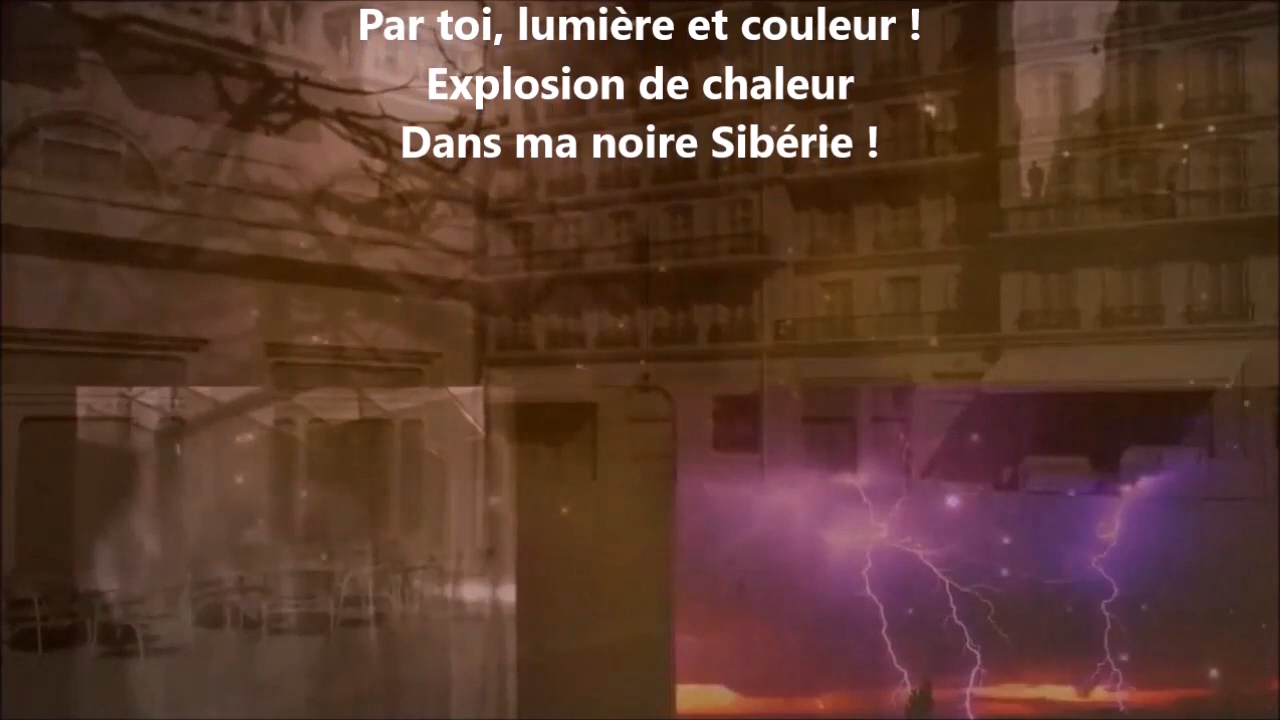 Par toi, lumière et couleur !
Explosion de chaleur
Dans ma noire Sibérie !